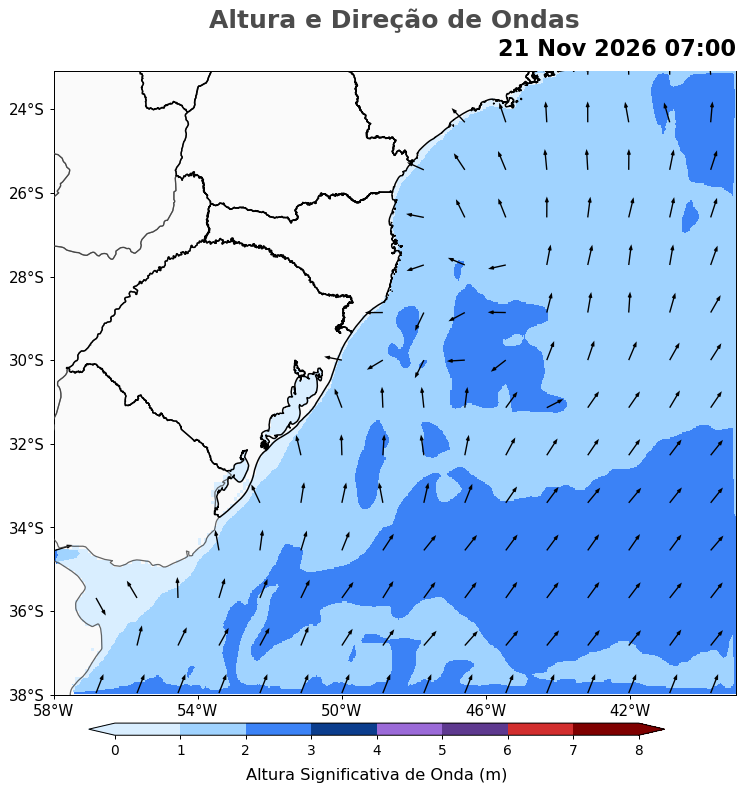 Altura e Direção de Ondas
21 Nov 2026 07:00
24°S
26°S
28°S
30°S
32°S
34°S
36°S
38°S
58°W 54°W 50°W 46°W 42°W
0 1 2 3 4 5 6 7 8
Altura Significativa de Onda (m)